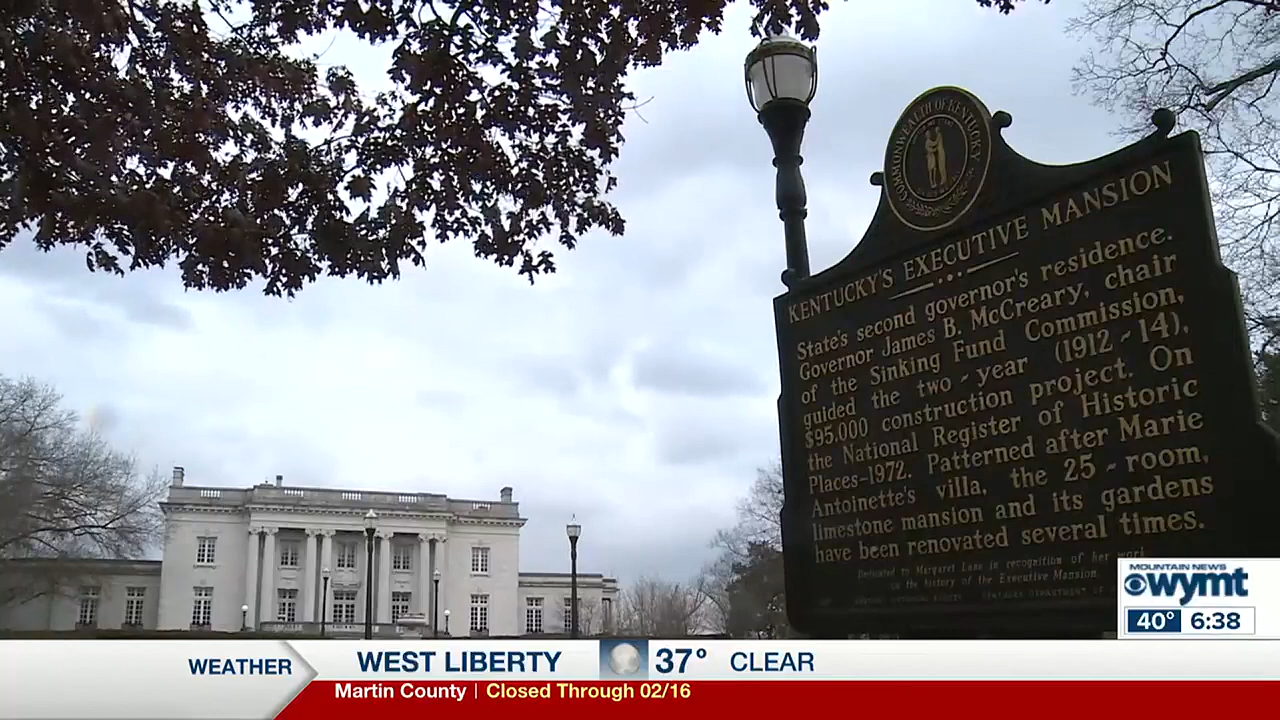 COMMONWEALTH OF KENTUCKY
KENTUCKY'S EXECUTIVE MANSION
State's second governor's residence.
Governor James B. McCreary, chair
of the Sinking Fund Commission,
guided the two-year (1912-14),
$95,000 construction project. On
the National Register of Historic
Places-1972. Patterned after Marie
Antoinette's villa, the 25-room,
limestone mansion and its gardens
have been renovated several times.
Dedicated to Margaret Lane in recognition of her work
on the history of the Executive Mansion.
MOUNTAIN NEWS
wymt
40° 6:38
WEATHER WEST LIBERTY 37° CLEAR
Martin County | Closed Through 02/16